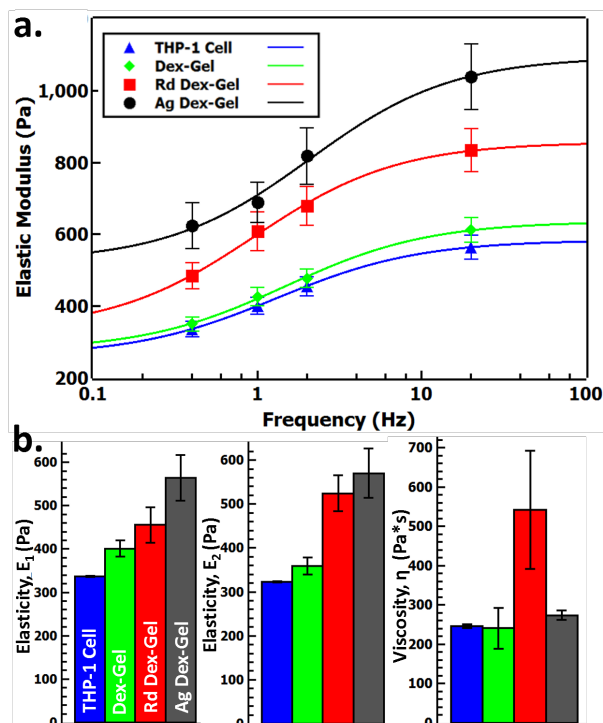 a.
THP-1 Cell
Dex-Gel
Rd Dex-Gel
Ag Dex-Gel
Elastic Modulus (Pa)
1,000
800
600
400
200
0.1
1
10
100
Frequency (Hz)
b.
Elasticity, E1 (Pa)
600
500
400
300
200
100
0
THP-1 Cell
Dex-Gel
Rd Dex-Gel
Ag Dex-Gel
Elasticity, E2 (Pa)
600
500
400
300
200
100
0
Viscosity, η (Pa*s)
700
600
500
400
300
200
100
0